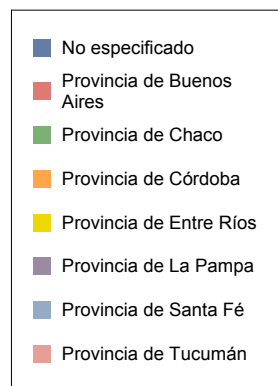 No especificado
Provincia de Buenos
Aires
Provincia de Chaco
Provincia de Córdoba
Provincia de Entre Ríos
Provincia de La Pampa
Provincia de Santa Fé
Provincia de Tucumán